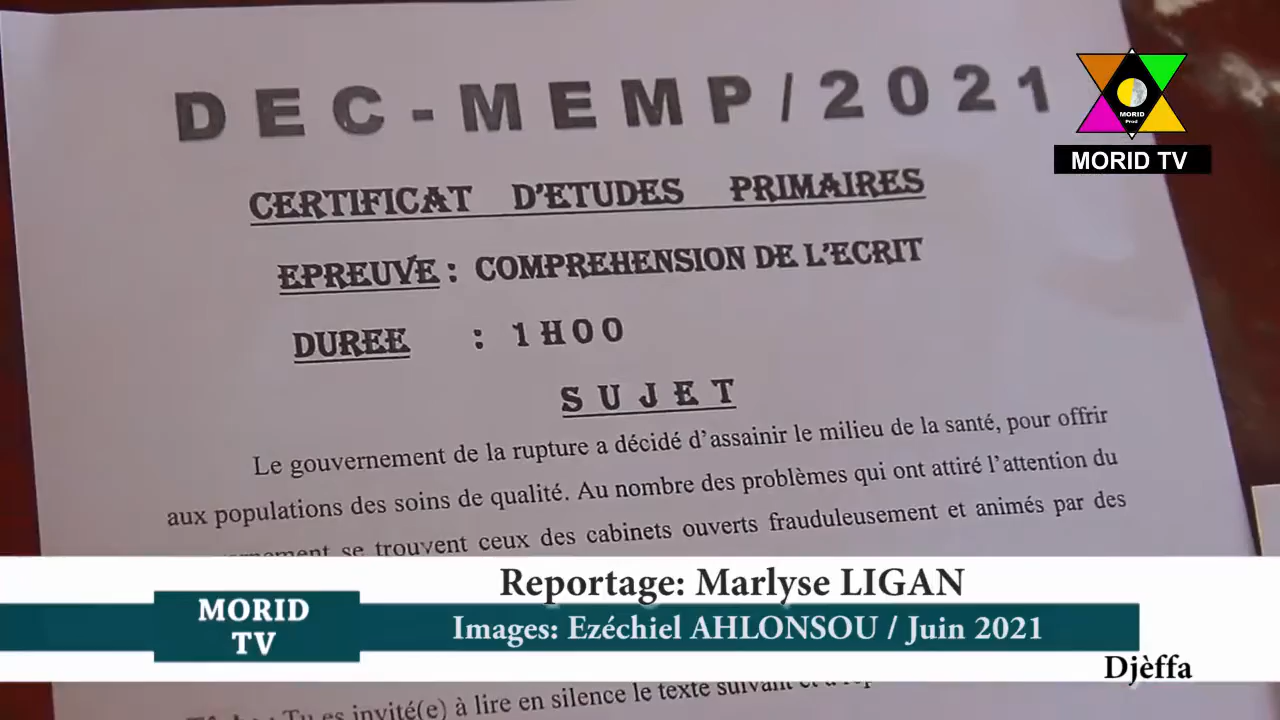 DEC-MEMP/2021
MORID
Prod
MORID TV
CERTIFICAT D'ETUDES PRIMAIRES
EPREUVE : COMPREHENSION DE L'ECRIT
DUREE : 1H00
SUJET
Le gouvernement de la rupture a décidé d'assainir le milieu de la santé, pour offrir
aux populations des soins de qualité. Au nombre des problèmes qui ont attiré l'attention du
se trouvent ceux des cabinets ouverts frauduleusement et animés par des
Reportage: Marlyse LIGAN
MORID
TV
Images: Ezéchiel AHLONSOU / Juin 2021
Djèffa
Tu es invité(e) à lire en silence le texte suivant